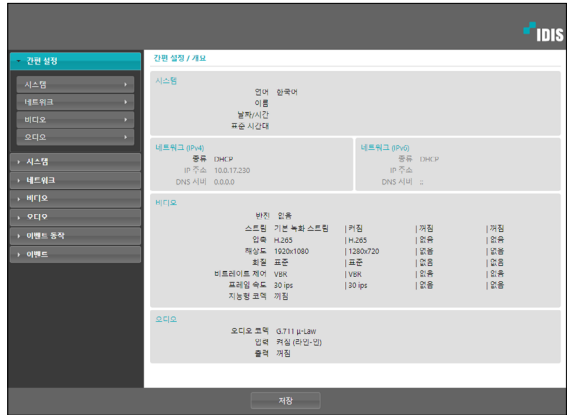 IDIS
간편 설정
시스템
네트워크
비디오
오디오
시스템
네트워크
비디오
오디오
이벤트 동작
이벤트
간편 설정 / 개요
시스템
언어 한국어
이름
날짜/시간
표준 시간대
네트워크 (IPv4)
종류 DHCP
IP 주소 10.0.17.230
DNS 서버 0.0.0.0
네트워크 (IPv6)
종류 DHCP
IP 주소
DNS 서버 ::
비디오
반전 없음
스트림 기본 녹화 스트림 | 켜짐 | 꺼짐 | 꺼짐
압축 H.265 | H.265 | 없음 | 없음
해상도 1920x1080 | 1280x720 | 없음 | 없음
화질 표준 | 표준 | 없음 | 없음
비트레이트 제어 VBR | VBR | 없음 | 없음
프레임 속도 30 ips | 30 ips | 없음 | 없음
지능형 코덱 꺼짐
오디오
오디오 코덱 G.711 µ-Law
입력 켜짐 (라인-인)
출력 꺼짐
저장